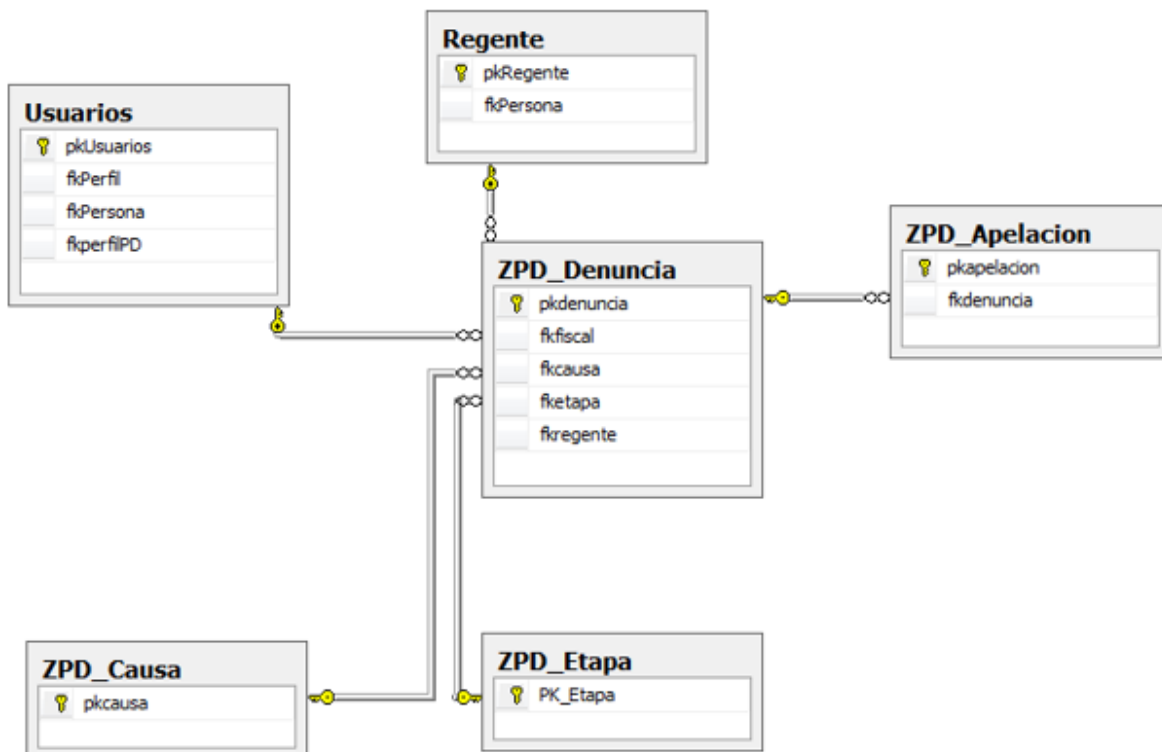 Regente
pkRegente
fkPersona
Usuarios
pkUsuarios
fkPerfil
fkPersona
fkperfilPD
ZPD_Denuncia
pkdenuncia
fkfiscal
fkcausa
fketapa
fkregente
ZPD_Apelacion
pkapelacion
fkdenuncia
ZPD_Causa
pkcausa
ZPD_Etapa
PK_Etapa